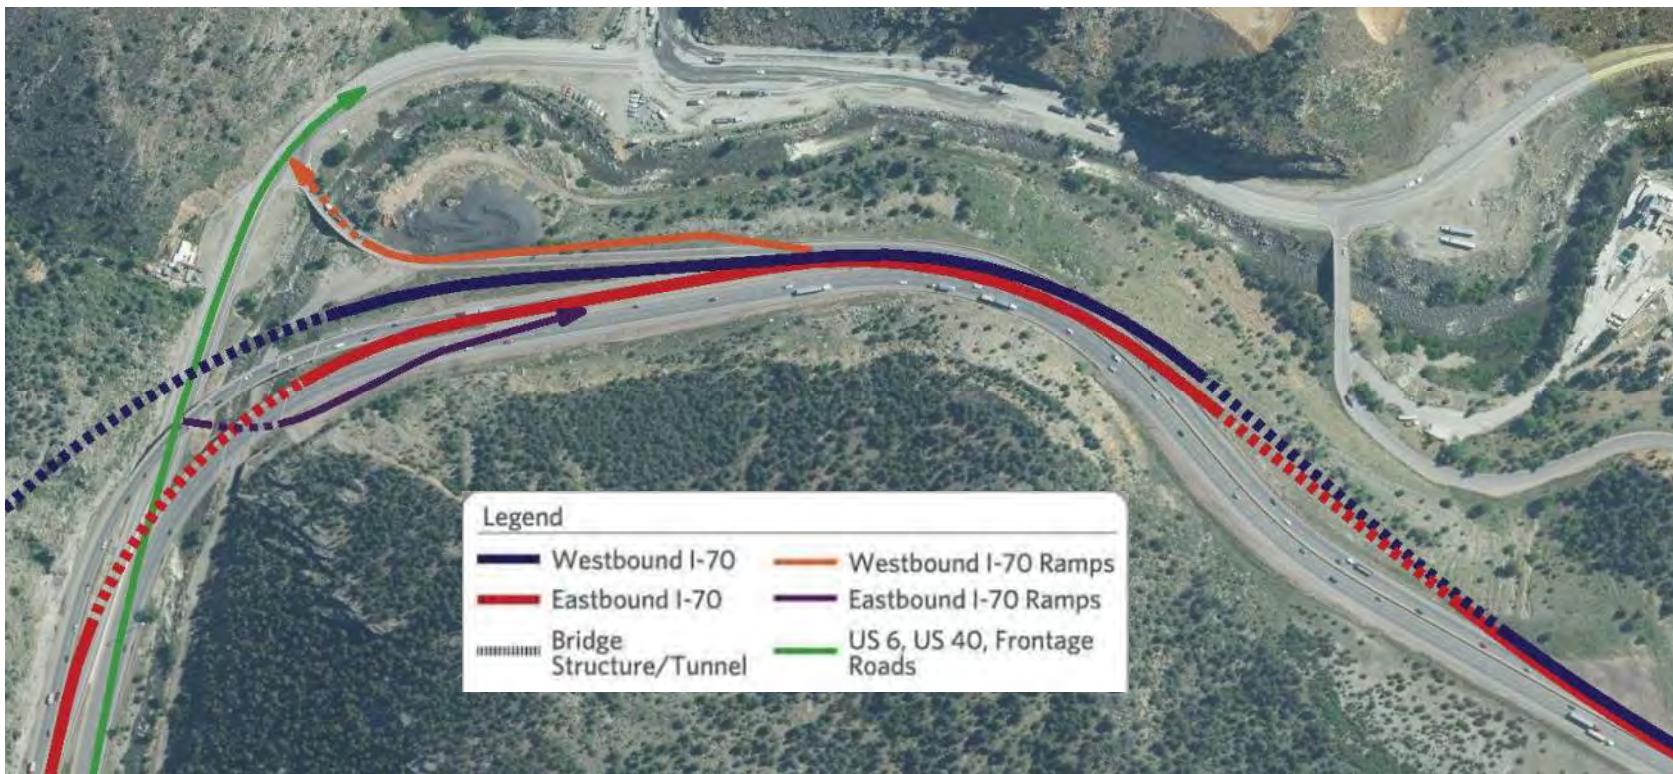 Legend
Westbound I-70
Westbound I-70 Ramps
Eastbound I-70
Eastbound I-70 Ramps
Bridge
Structure/Tunnel
US 6, US 40, Frontage
Roads